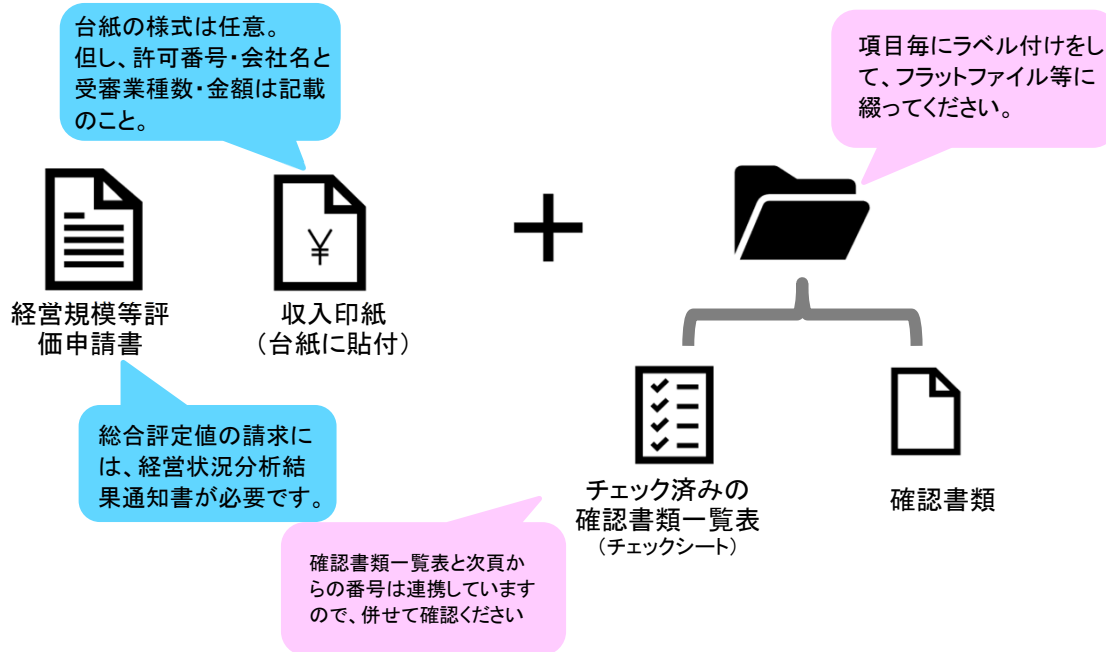 台紙の様式は任意。
但し、許可番号・会社名と
受審業種数・金額は記載
のこと。
項目毎にラベル付けをし
て、フラットファイル等に
綴ってください。
¥
経営規模等評
価申請書
収入印紙
（台紙に貼付）
総合評定値の請求に
は、経営状況分析結
果通知書が必要です。
チェック済みの
確認書類一覧表
（チェックシート）
確認書類
確認書類一覧表と次頁か
らの番号は連携しています
ので、併せて確認ください